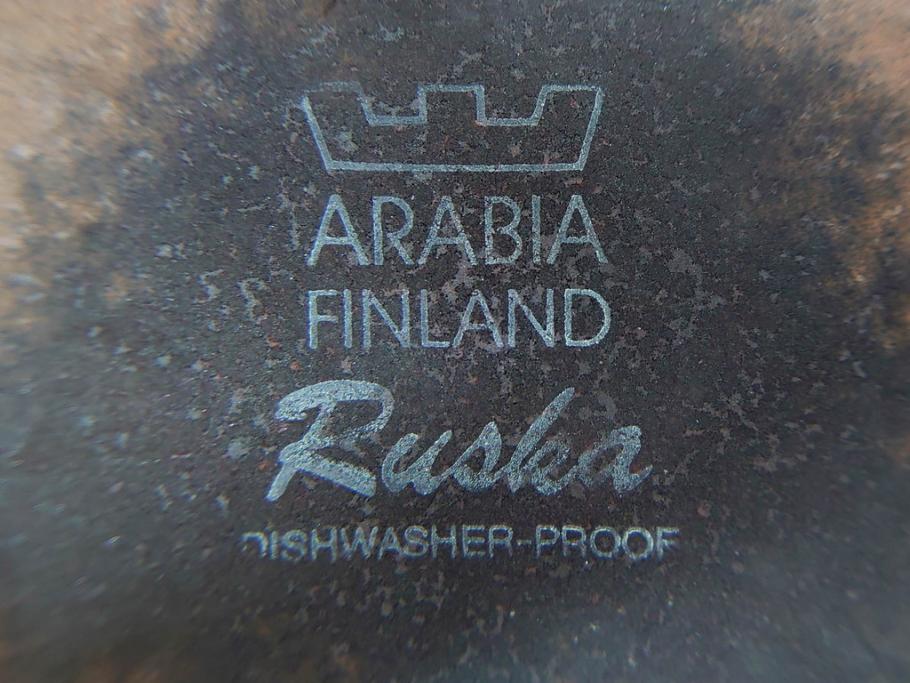 ARABIA
FINLAND
Ruska
DISHWASHER-PROOF